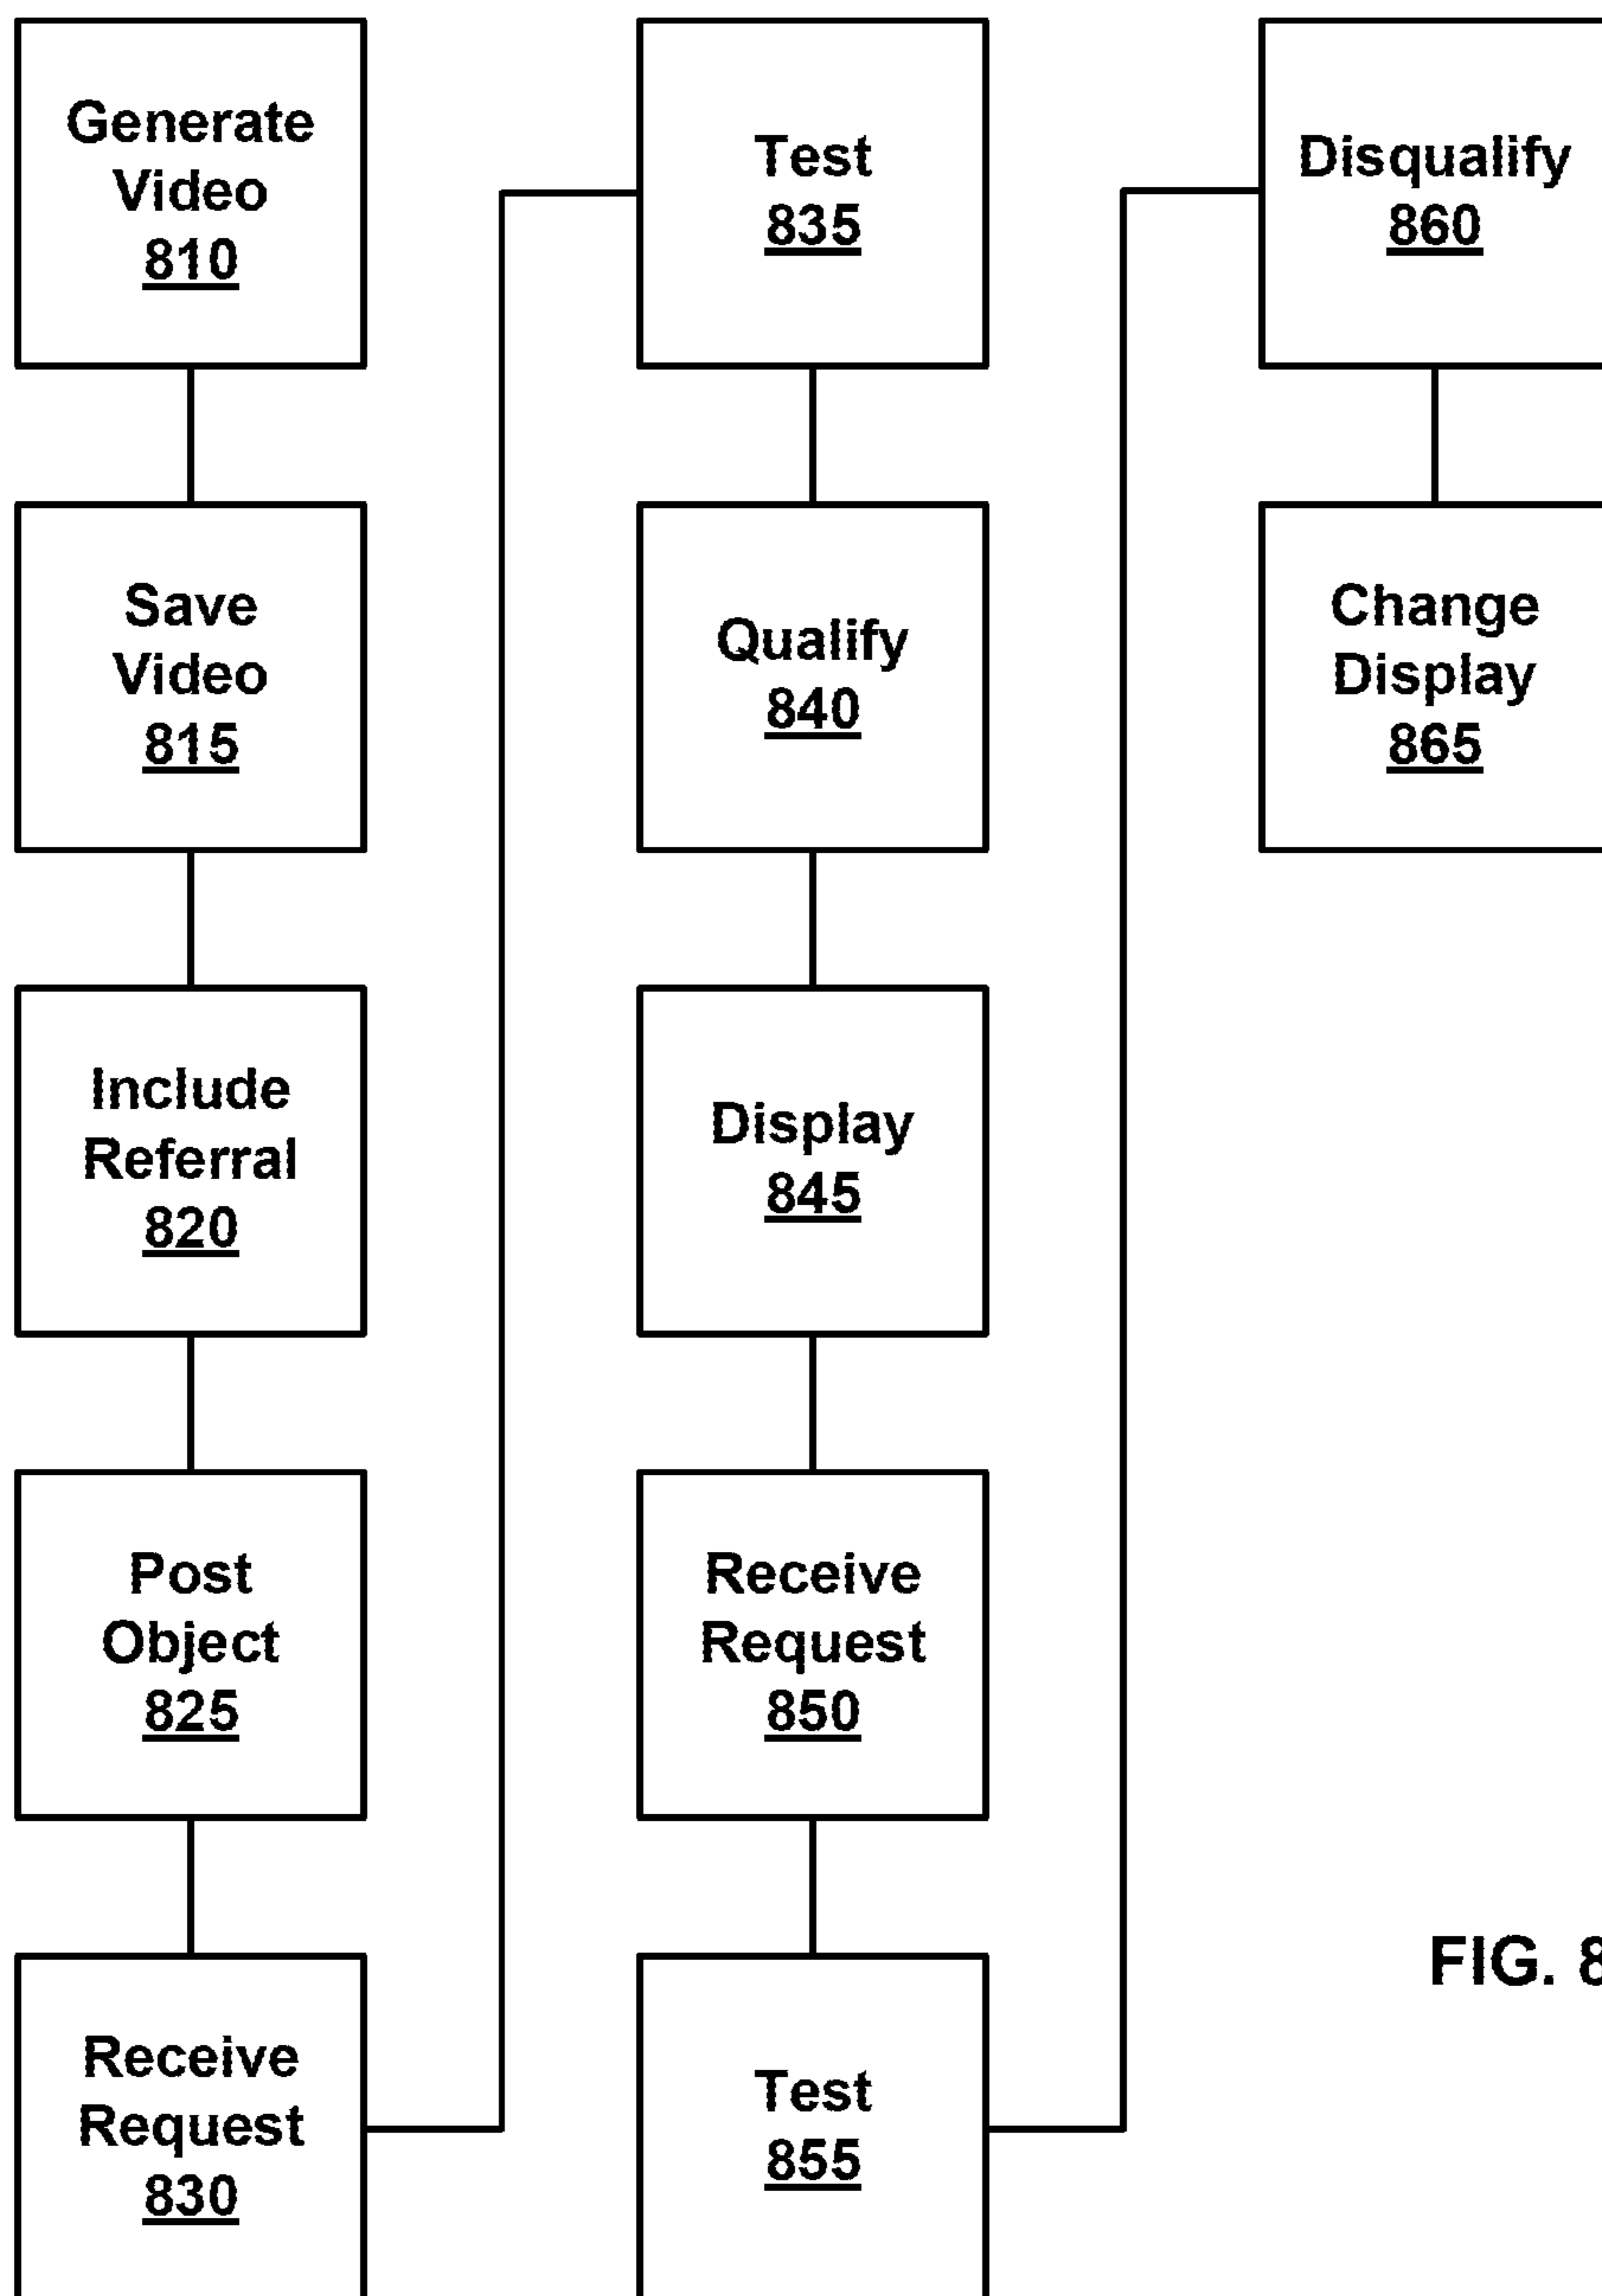 Generate
Video
810
Save
Video
815
Include
Referral
820
Post
Object
825
Receive
Request
830
Test
835
Qualify
840
Display
845
Receive
Request
850
Test
855
Disqualify
860
Change
Display
865
FIG. 8